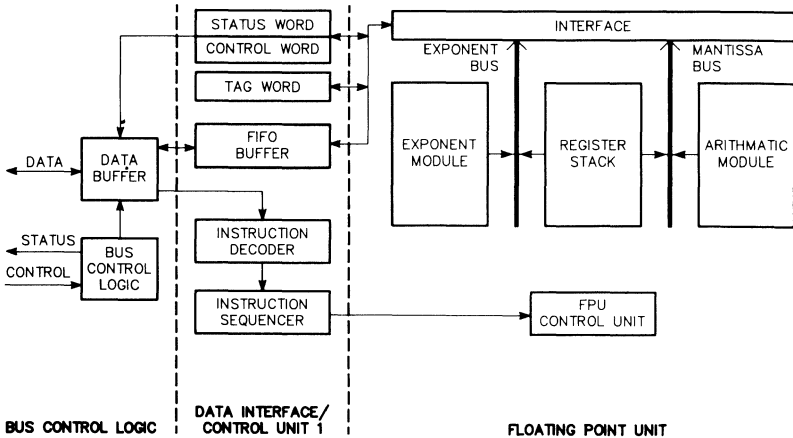 STATUS WORD
CONTROL WORD
TAG WORD
FIFO
BUFFER
DATA
DATA
BUFFER
STATUS
CONTROL
BUS
CONTROL
LOGIC
INSTRUCTION
DECODER
INSTRUCTION
SEQUENCER
INTERFACE
EXPONENT
BUS
MANTISSA
BUS
EXPONENT
MODULE
REGISTER
STACK
ARITHMATIC
MODULE
FPU
CONTROL UNIT
BUS CONTROL LOGIC
DATA INTERFACE/
CONTROL UNIT 1
FLOATING POINT UNIT